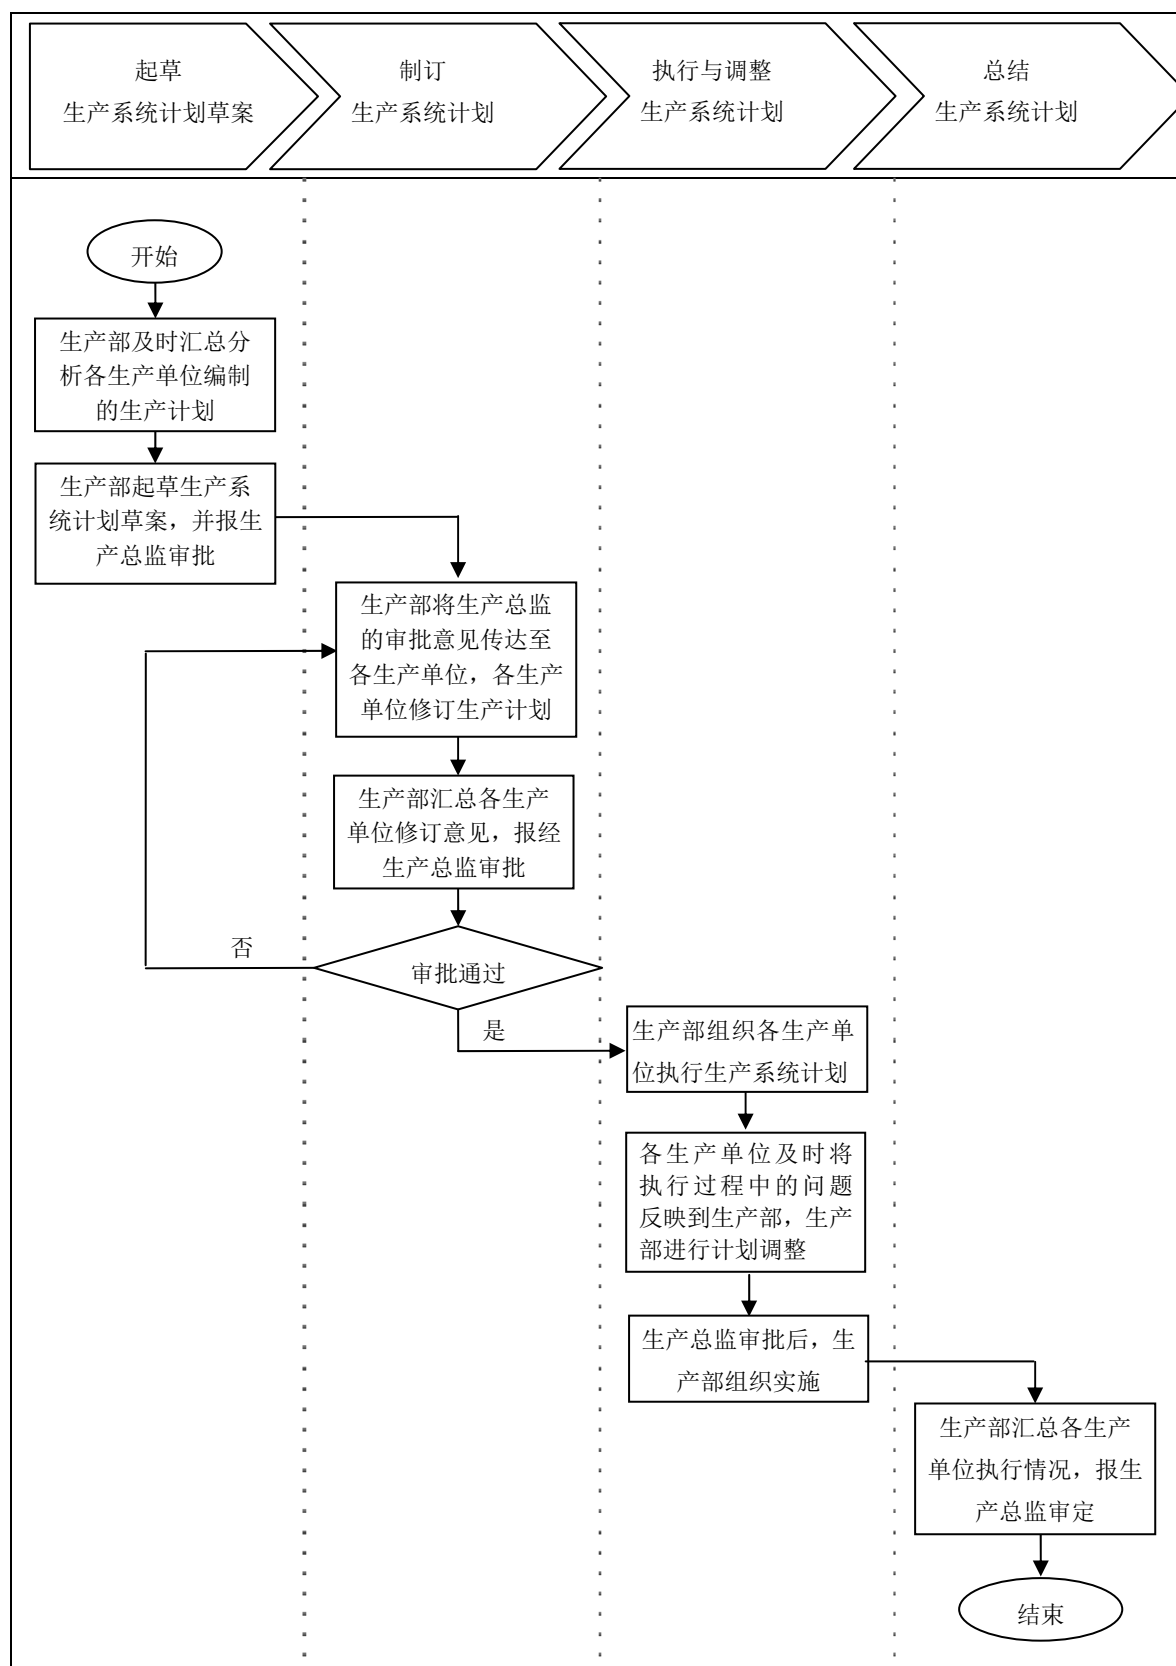 起草
生产系统计划草案
制订
生产系统计划
执行与调整
生产系统计划
总结
生产系统计划
开始
生产部及时汇总分
析各生产单位编制
的生产计划
生产部起草生产系
统计划草案，并报生
产总监审批
生产部将生产总监
的审批意见传达至
各生产单位，各生产
单位修订生产计划
生产部汇总各生产
单位修订意见，报经
生产总监审批
否
审批通过
是
生产部组织各生产单
位执行生产系统计划
各生产单位及时将
执行过程中的问题
反映到生产部，生产
部进行计划调整
生产总监审批后，生
产部组织实施
生产部汇总各生产
单位执行情况，报生
产总监审定
结束